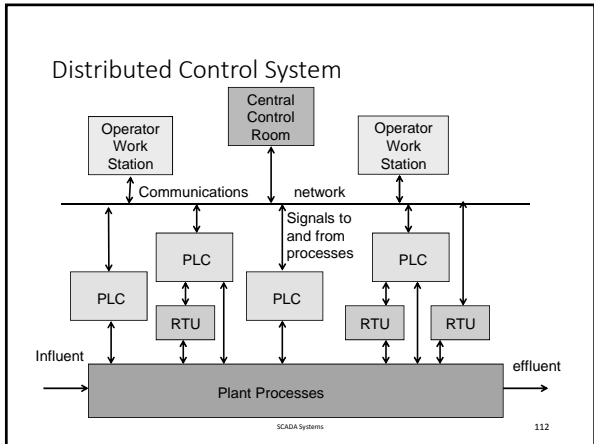 Distributed Control System
Central
Control
Room
Operator
Work
Station
Operator
Work
Station
Communications network
Signals to
and from
processes
PLC
PLC
PLC
PLC
RTU
RTU
RTU
Influent
effluent
Plant Processes
SCADA Systems
112